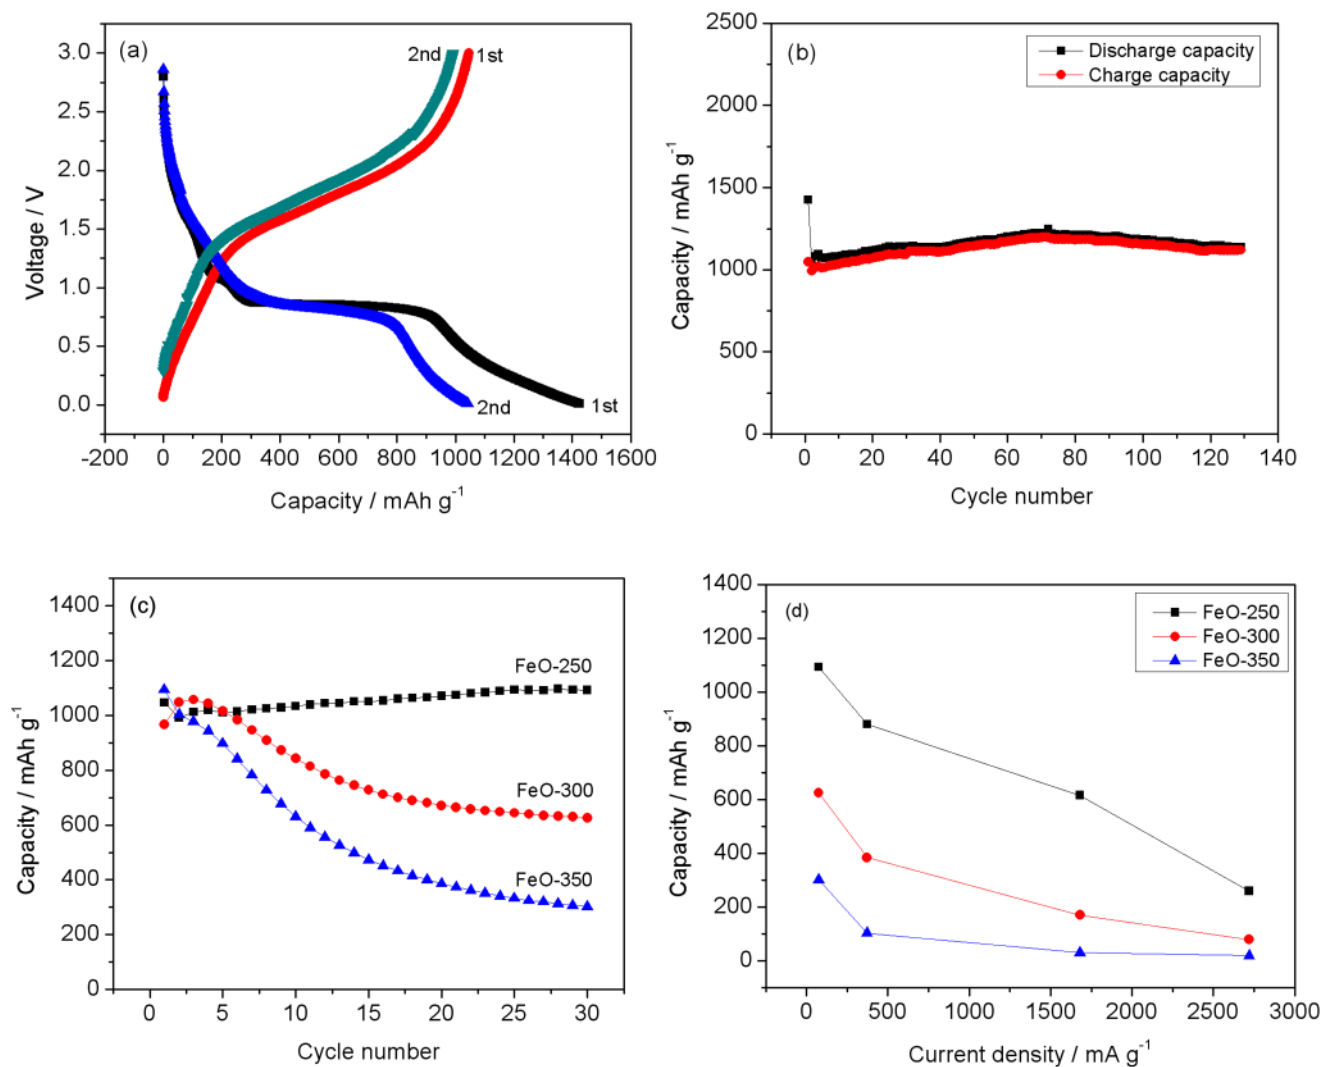 (a)
2nd
1st
3.0
2.5
2.0
1.5
1.0
0.5
0.0
Voltage / V
2nd
1st
-200 0 200 400 600 800 1000 1200 1400 1600
Capacity / mAh g⁻¹
(b)
Discharge capacity
Charge capacity
2500
2000
1500
1000
500
0
Capacity / mAh g⁻¹
0 20 40 60 80 100 120 140
Cycle number
(c)
1400
1200
1000
800
600
400
200
0
Capacity / mAh g⁻¹
FeO-250
FeO-300
FeO-350
0 5 10 15 20 25 30
Cycle number
(d)
FeO-250
FeO-300
FeO-350
1400
1200
1000
800
600
400
200
0
Capacity / mAh g⁻¹
0 500 1000 1500 2000 2500 3000
Current density / mA g⁻¹